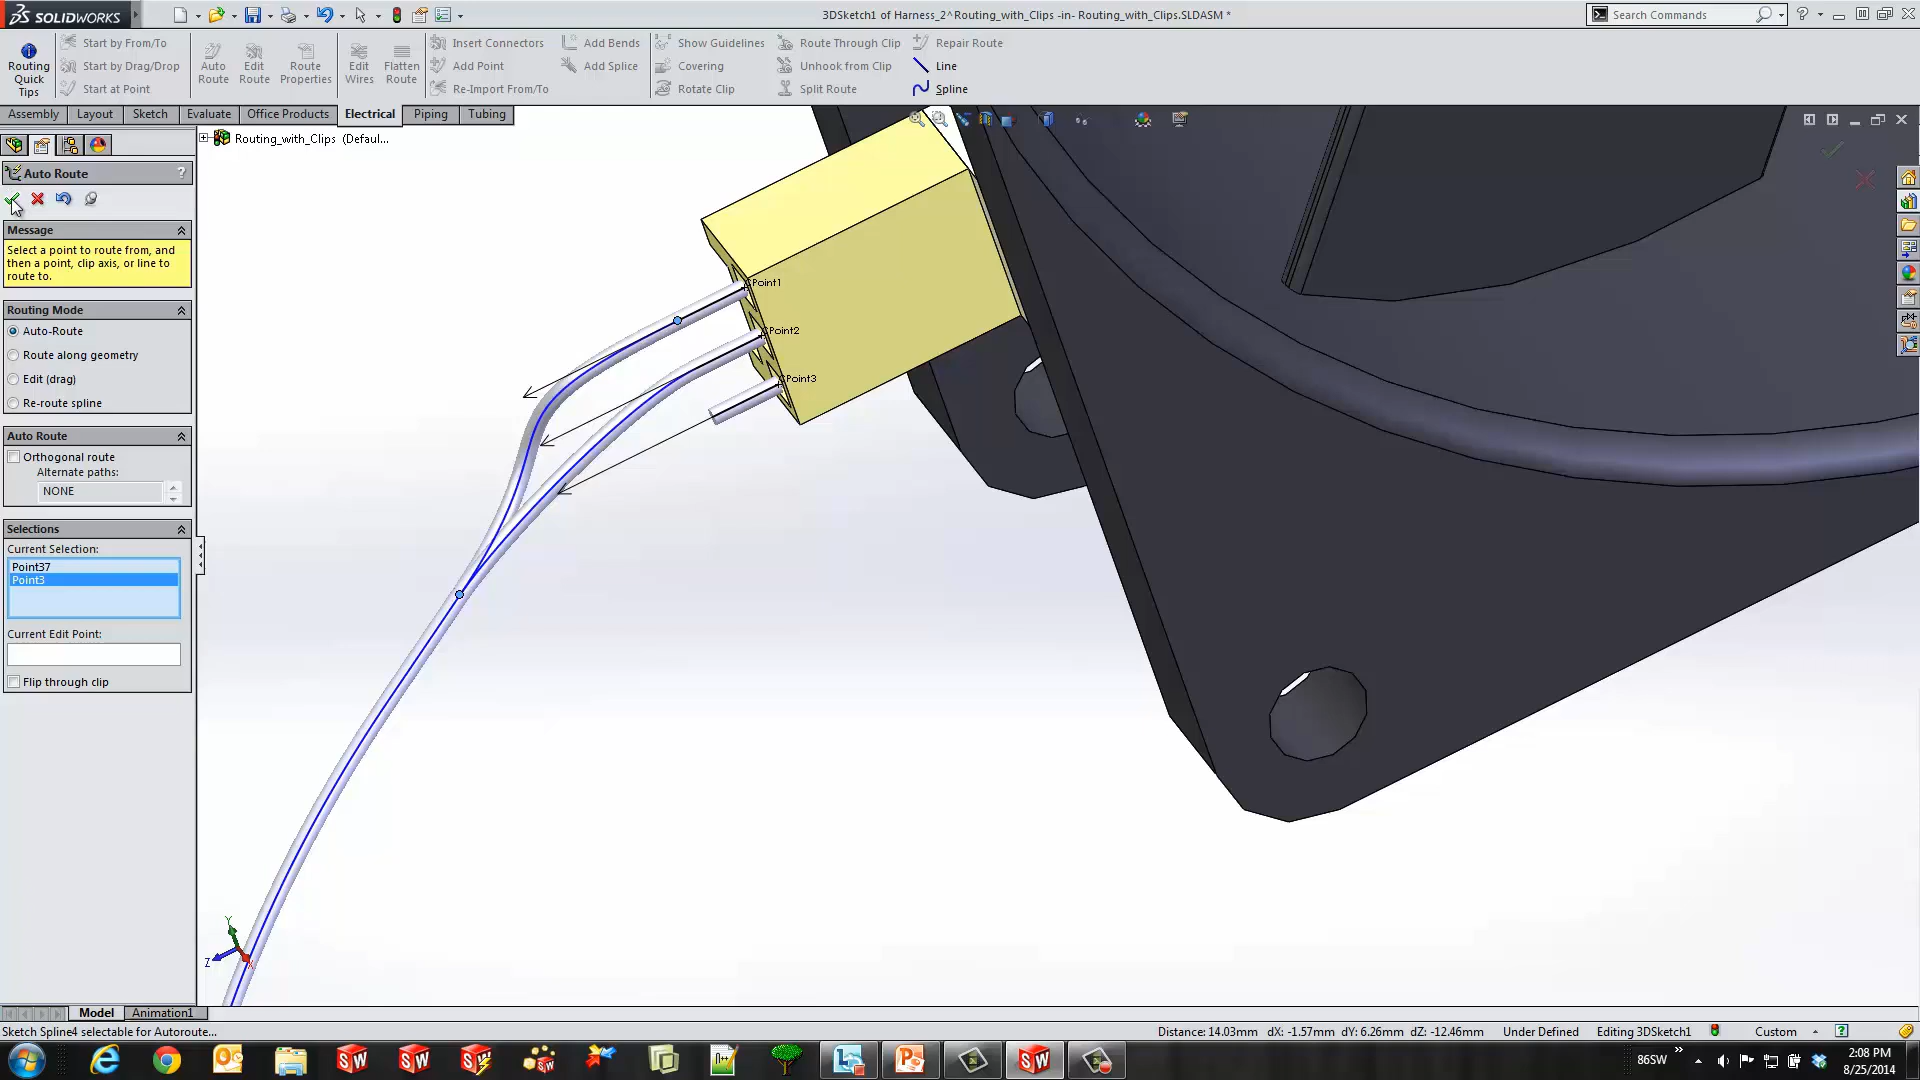 SOLIDWORKS
3DSketch1 of Harness_2^Routing_with_Clips -in- Routing_with_Clips.SLDASM *
Search Commands
Routing Quick Tips
Start by From/To
Start by Drag/Drop
Start at Point
Auto Route
Edit Route
Route Properties
Edit Wires
Flatten Route
Insert Connectors
Add Point
Re-Import From/To
Add Bends
Add Splice
Show Guidelines
Covering
Rotate Clip
Route Through Clip
Unhook from Clip
Split Route
Repair Route
Line
Spline
Assembly Layout Sketch Evaluate Office Products Electrical Piping Tubing
Routing_with_Clips (Defaul...
Auto Route
?
Message
Select a point to route from, and
then a point, clip axis, or line to
route to.
Routing Mode
Auto-Route
Route along geometry
Edit (drag)
Re-route spline
Auto Route
Orthogonal route
Alternate paths:
NONE
Selections
Current Selection:
Point37
Point3
Current Edit Point:
Flip through clip
CPoint1
CPoint2
CPoint3
Y
Z
Model Animation1
Sketch Spline4 selectable for Autoroute...
Distance: 14.03mm dX: -1.57mm dY: 6.26mm dZ: -12.46mm Under Defined Editing 3DSketch1 Custom
86SW
2:08 PM
8/25/2014